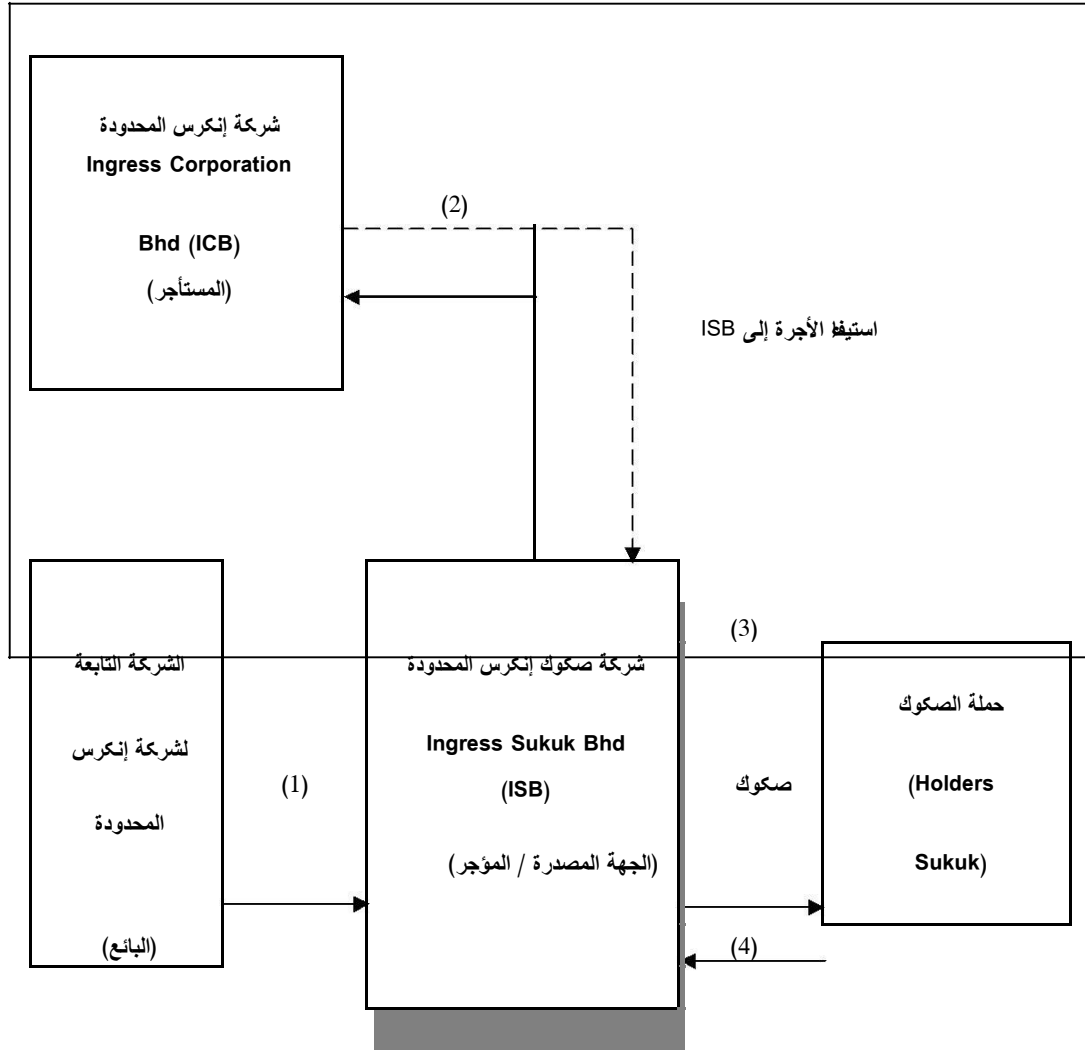 شركة إنكرس المحدودة
Ingress Corporation
Bhd (ICB)
(المستأجر)
(2)
ISB استيفط الأجرة إلى
الشركة التابعة
لشركة إنكرس
المحدودة
(البائع)
(1)
شركة صكوك إنكرس المحدودة
Ingress Sukuk Bhd
(ISB)
(الجهة المصدرة / المؤجر)
(3)
صكوك
(4)
حملة الصكوك
(Holders
Sukuk)